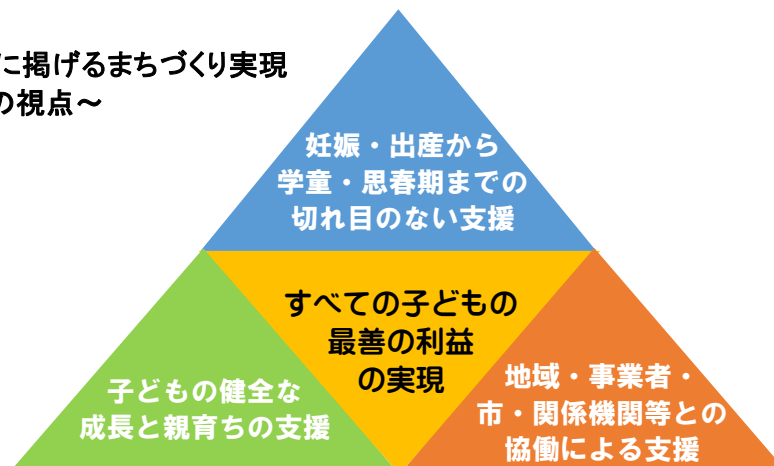 に掲げるまちづくり実現
の視点～
妊娠・出産から
学童・思春期までの
切れ目のない支援
すべての子どもの
最善の利益
の実現
子どもの健全な
成長と親育ちの支援
地域・事業者・
市・関係機関等との
協働による支援